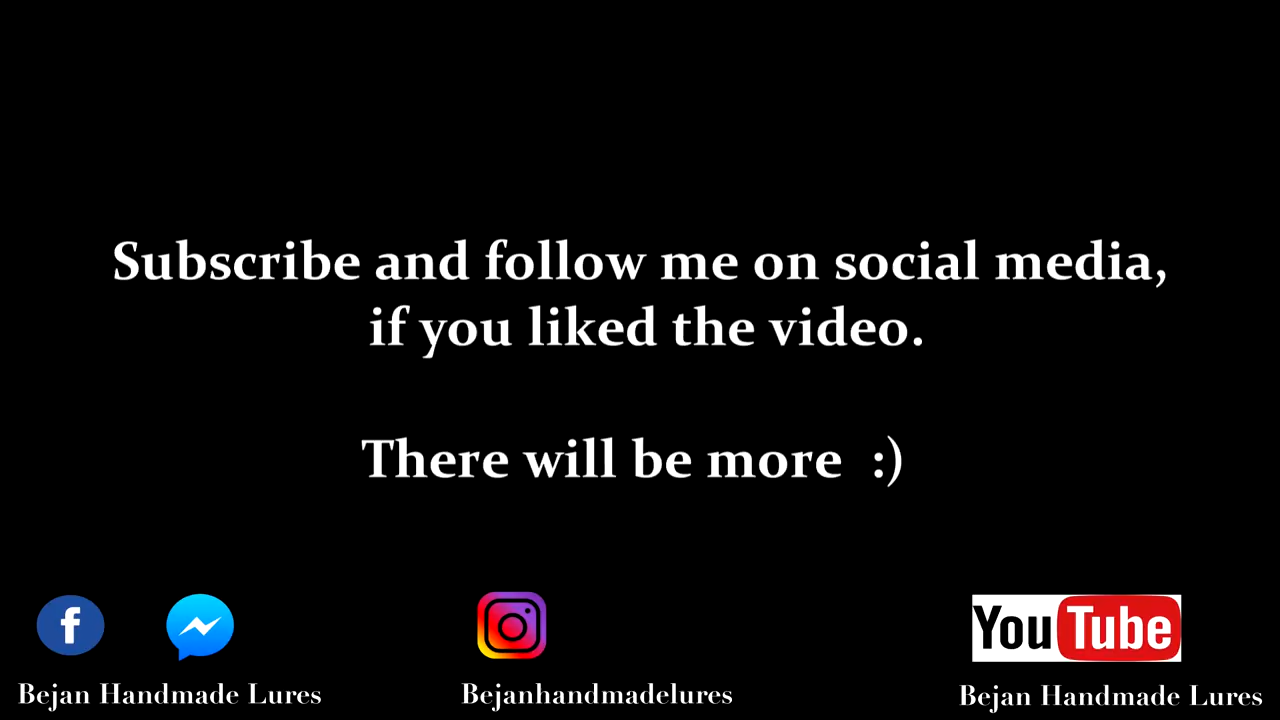 Subscribe and follow me on social media,
if you liked the video.
There will be more :)
f
YouTube
Bejan Handmade Lures
Bejanhandmadelures
Bejan Handmade Lures